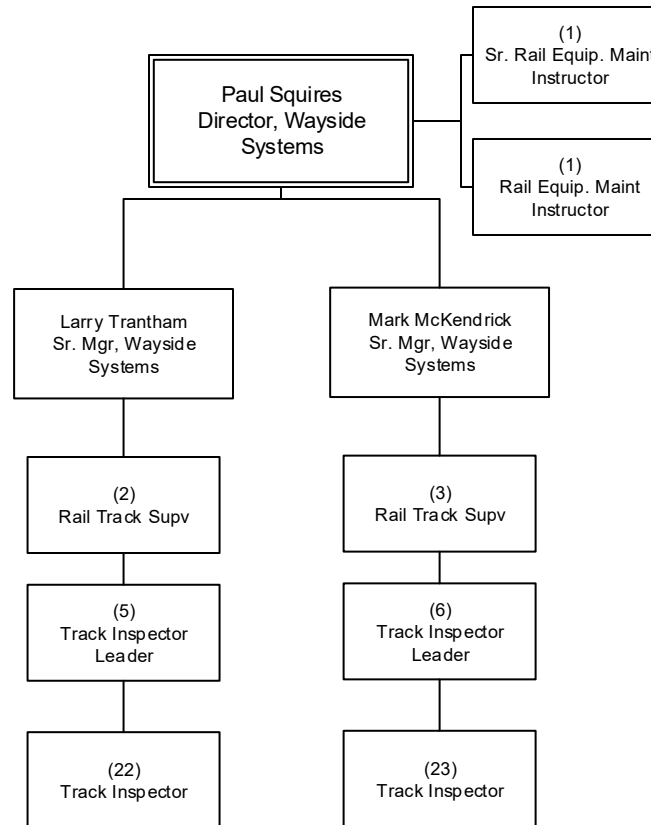 (1)
Sr. Rail Equip. Maint
Instructor
Paul Squires
Director, Wayside
Systems
(1)
Rail Equip. Maint
Instructor
Larry Trantham
Sr. Mgr, Wayside
Systems
Mark McKendrick
Sr. Mgr, Wayside
Systems
(2)
Rail Track Supv
(3)
Rail Track Supv
(5)
Track Inspector
Leader
(6)
Track Inspector
Leader
(22)
Track Inspector
(23)
Track Inspector